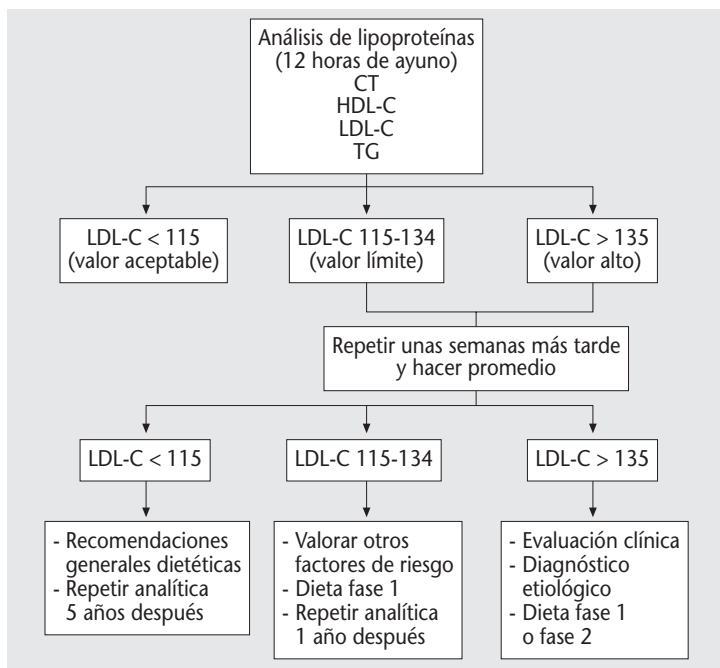 Análisis de lipoproteínas
(12 horas de ayuno)
CT
HDL-C
LDL-C
TG
LDL-C < 115
(valor aceptable)
LDL-C 115-134
(valor límite)
LDL-C > 135
(valor alto)
Repetir unas semanas más tarde
y hacer promedio
LDL-C < 115
LDL-C 115-134
LDL-C > 135
- Recomendaciones
generales dietéticas
- Repetir analítica
5 años después
- Valorar otros
factores de riesgo
- Dieta fase 1
- Repetir analítica
1 año después
- Evaluación clínica
- Diagnóstico
etiológico
- Dieta fase 1
o fase 2